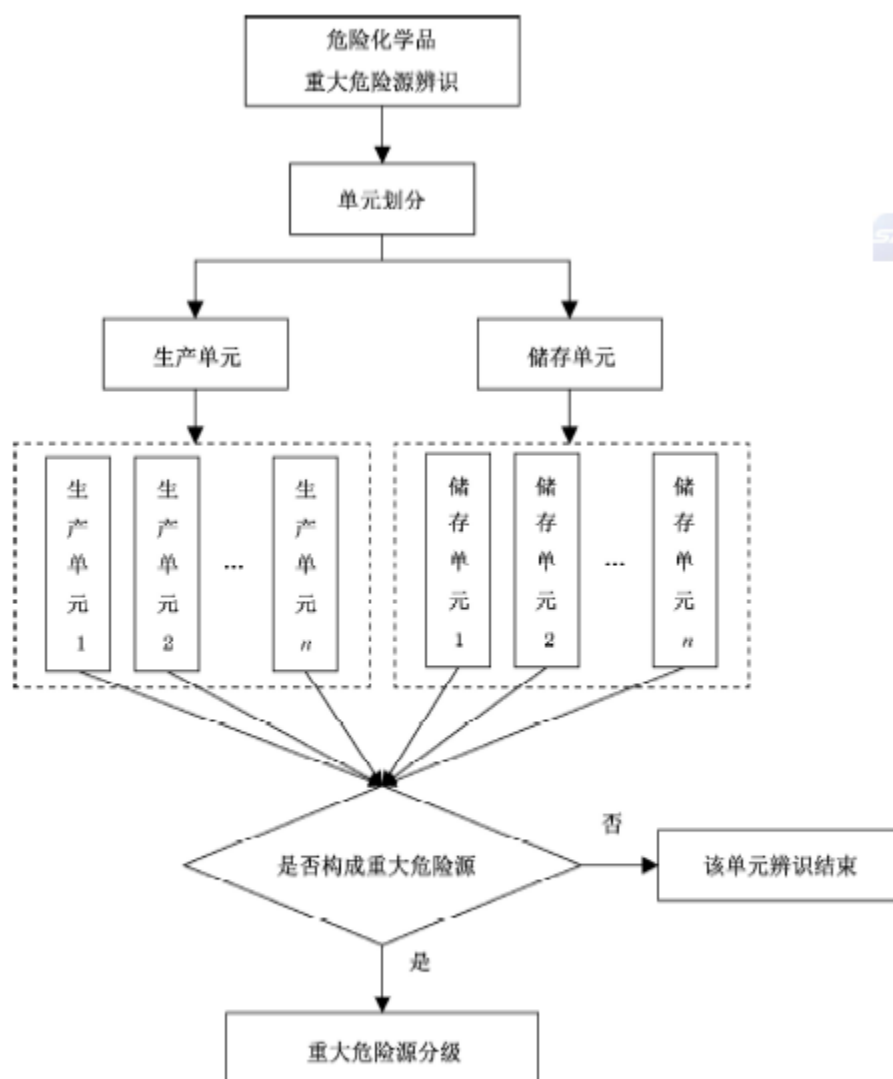 危险化学品
重大危险源辨识
单元划分
生产单元
储存单元
生产单元1
生产单元2
...
生产单元n
储存单元1
储存单元2
...
储存单元n
是否构成重大危险源
否
该单元辨识结束
是
重大危险源分级